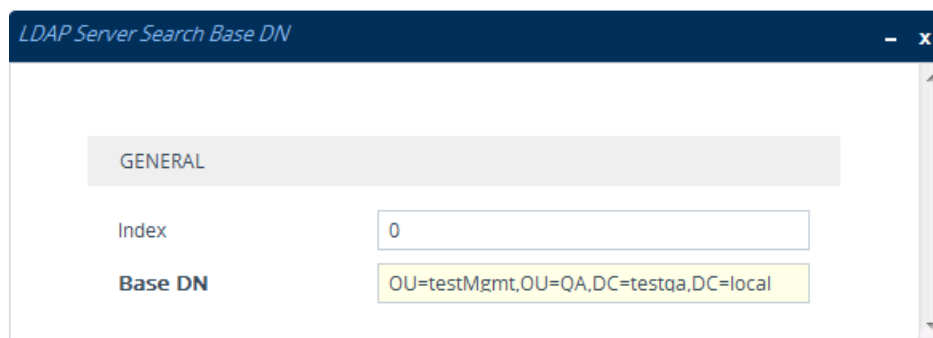 LDAP Server Search Base DN
– x
GENERAL
Index 0
Base DN OU=testMgmt,OU=QA,DC=testqa,DC=local